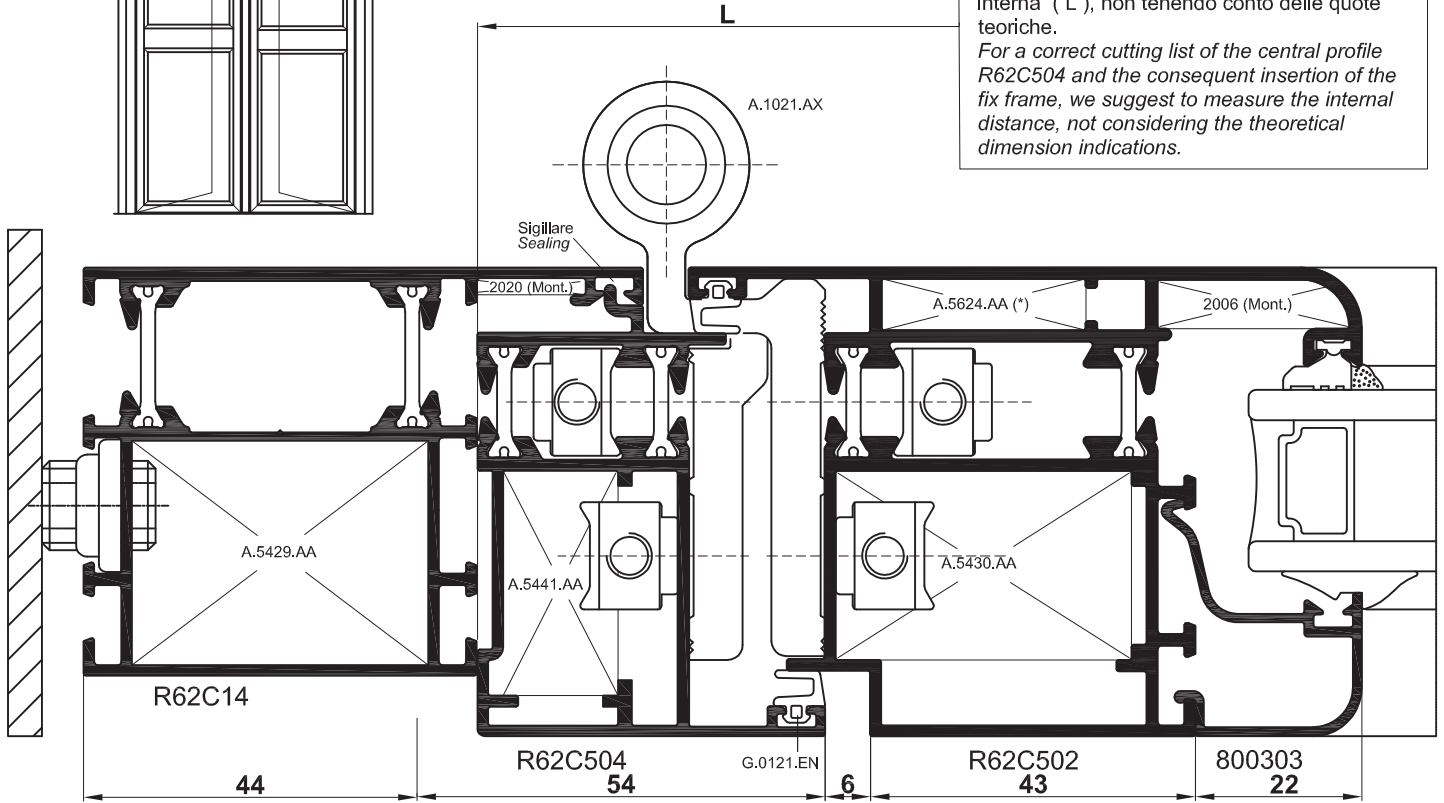 L
interna" ("L"), non tenendo conto delle quote
teoriche.
For a correct cutting list of the central profile
R62C504 and the consequent insertion of the
fix frame, we suggest to measure the internal
distance, not considering the theoretical
dimension indications.
A.1021.AX
Sigillare
Sealing
2020 (Mont.)
A.5624.AA (*)
2006 (Mont.)
A.5429.AA
A.5441.AA
A.5430.AA
R62C14
R62C504
G.0121.EN
R62C502
800303
44
54
6
43
22